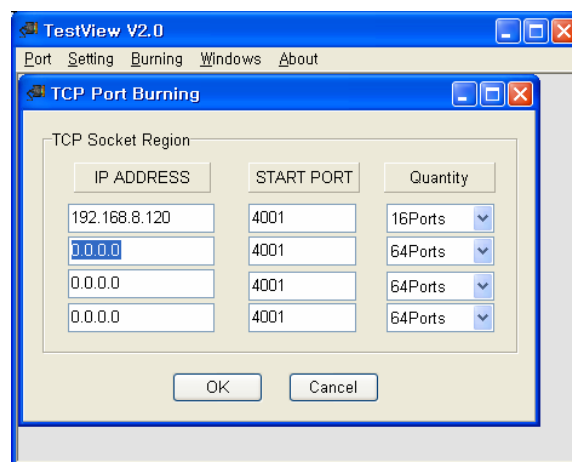 TestView V2.0
Port Setting Burning Windows About
TCP Port Burning
TCP Socket Region
IP ADDRESS START PORT Quantity
192.168.8.120 4001 16Ports
0.0.0.0 4001 64Ports
0.0.0.0 4001 64Ports
0.0.0.0 4001 64Ports
OK Cancel